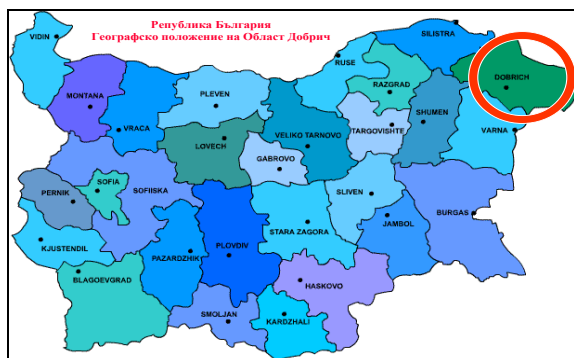 Република България
Географско положение на Област Добрич
VIDIN
SILISTRA
RUSE
DOBRICH
MONTANA
PLEVEN
RAZGRAD
VRACA
TARGOVISHTE
SHUMEN
VARNA
LOVECH
VELIKO TARNOVO
GABROVO
SOFIA
PERNIK
SOFIISKA
SLIVEN
BURGAS
STARA ZAGORA
JAMBOL
KJUSTENDIL
PAZARDZHIK
PLOVDIV
BLAGOEVGRAD
HASKOVO
SMOLJAN
KARDZHALI